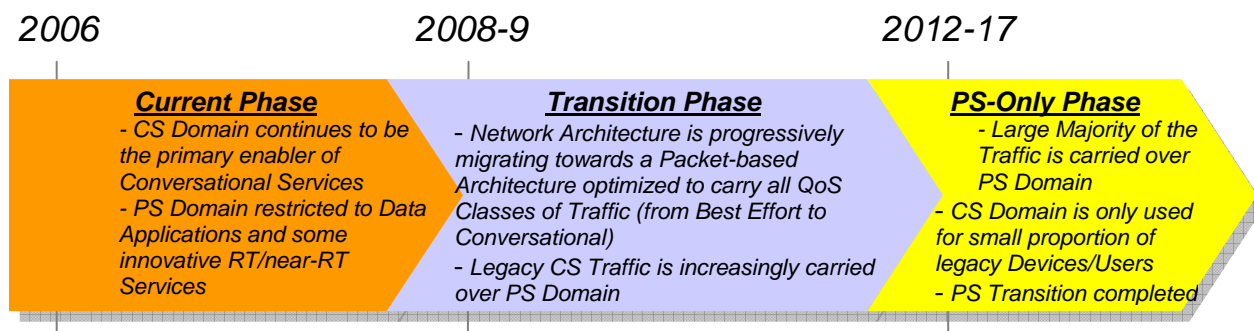 2006
2008-9
2012-17
Current Phase
- CS Domain continues to be
the primary enabler of
Conversational Services
- PS Domain restricted to Data
Applications and some
innovative RT/near-RT
Services
Transition Phase
- Network Architecture is progressively
migrating towards a Packet-based
Architecture optimized to carry all QoS
Classes of Traffic (from Best Effort to
Conversational)
- Legacy CS Traffic is increasingly carried
over PS Domain
PS-Only Phase
- Large Majority of the
Traffic is carried over
PS Domain
- CS Domain is only used
for small proportion of
legacy Devices/Users
- PS Transition completed